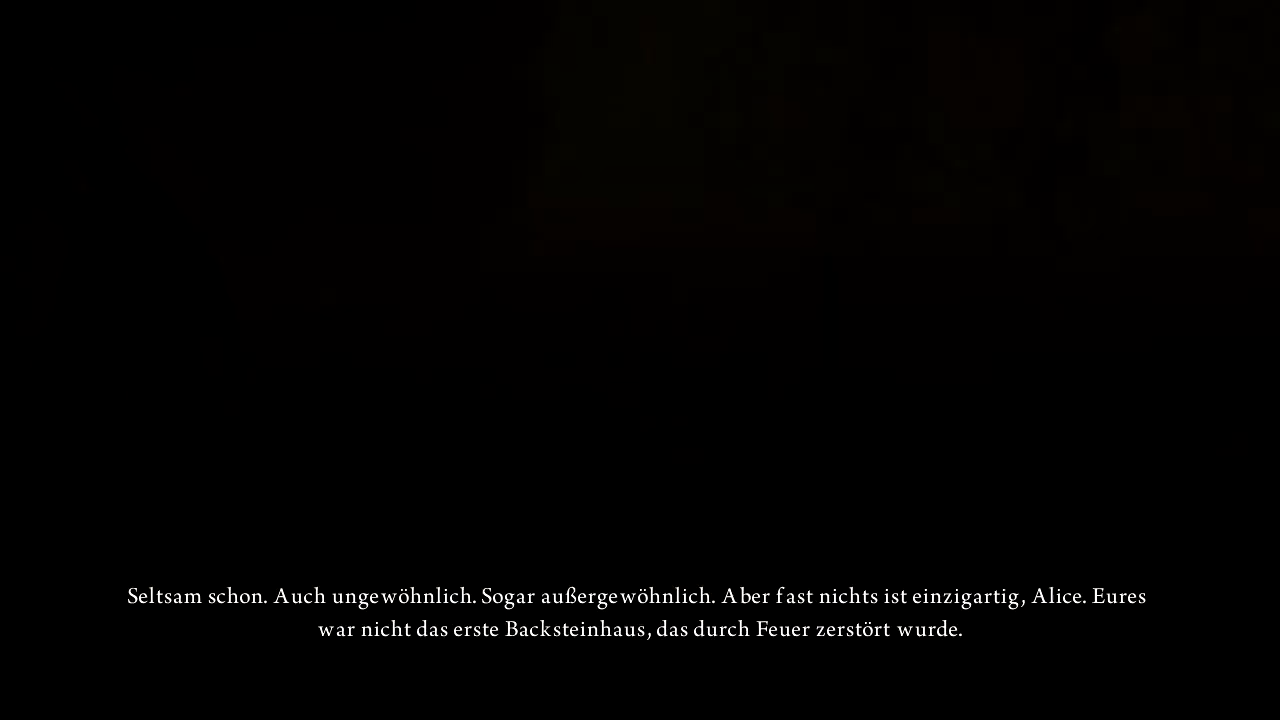 Seltsam schon. Auch ungewöhnlich. Sogar außergewöhnlich. Aber fast nichts ist einzigartig, Alice. Eures
war nicht das erste Backsteinhaus, das durch Feuer zerstört wurde.